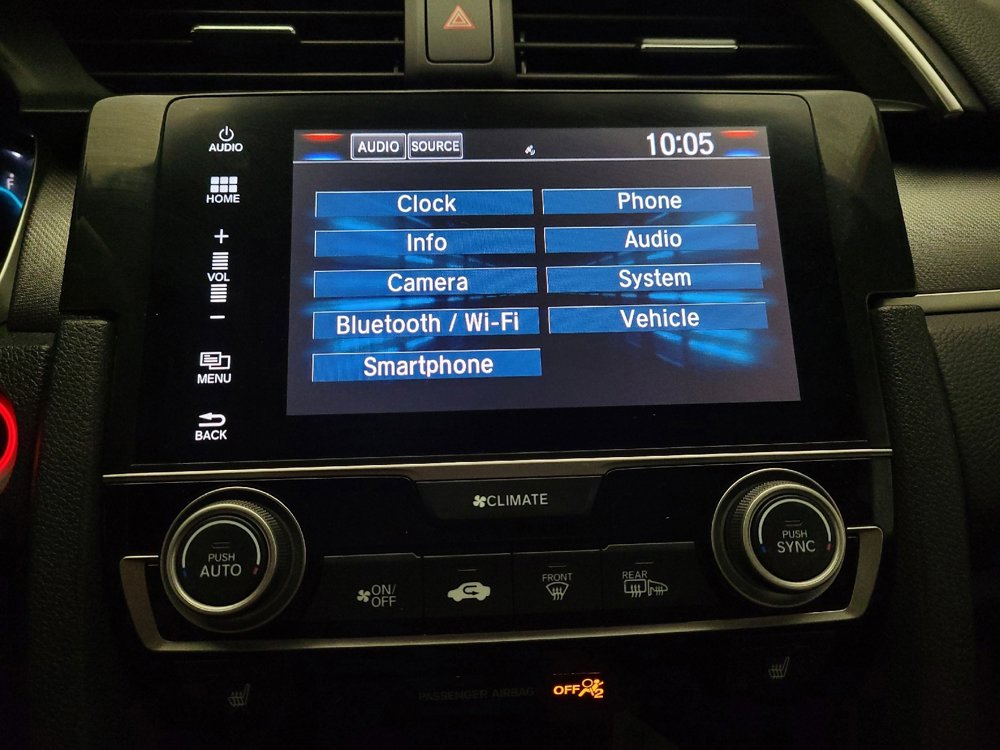 AUDIO
HOME
+
VOL
−
MENU
BACK
AUDIO SOURCE 10:05
Clock Phone
Info Audio
Camera System
Bluetooth / Wi-Fi Vehicle
Smartphone
CLIMATE
PUSH
AUTO
PUSH
SYNC
ON/
OFF
FRONT
REAR
PASSENGER AIRBAG OFF 2